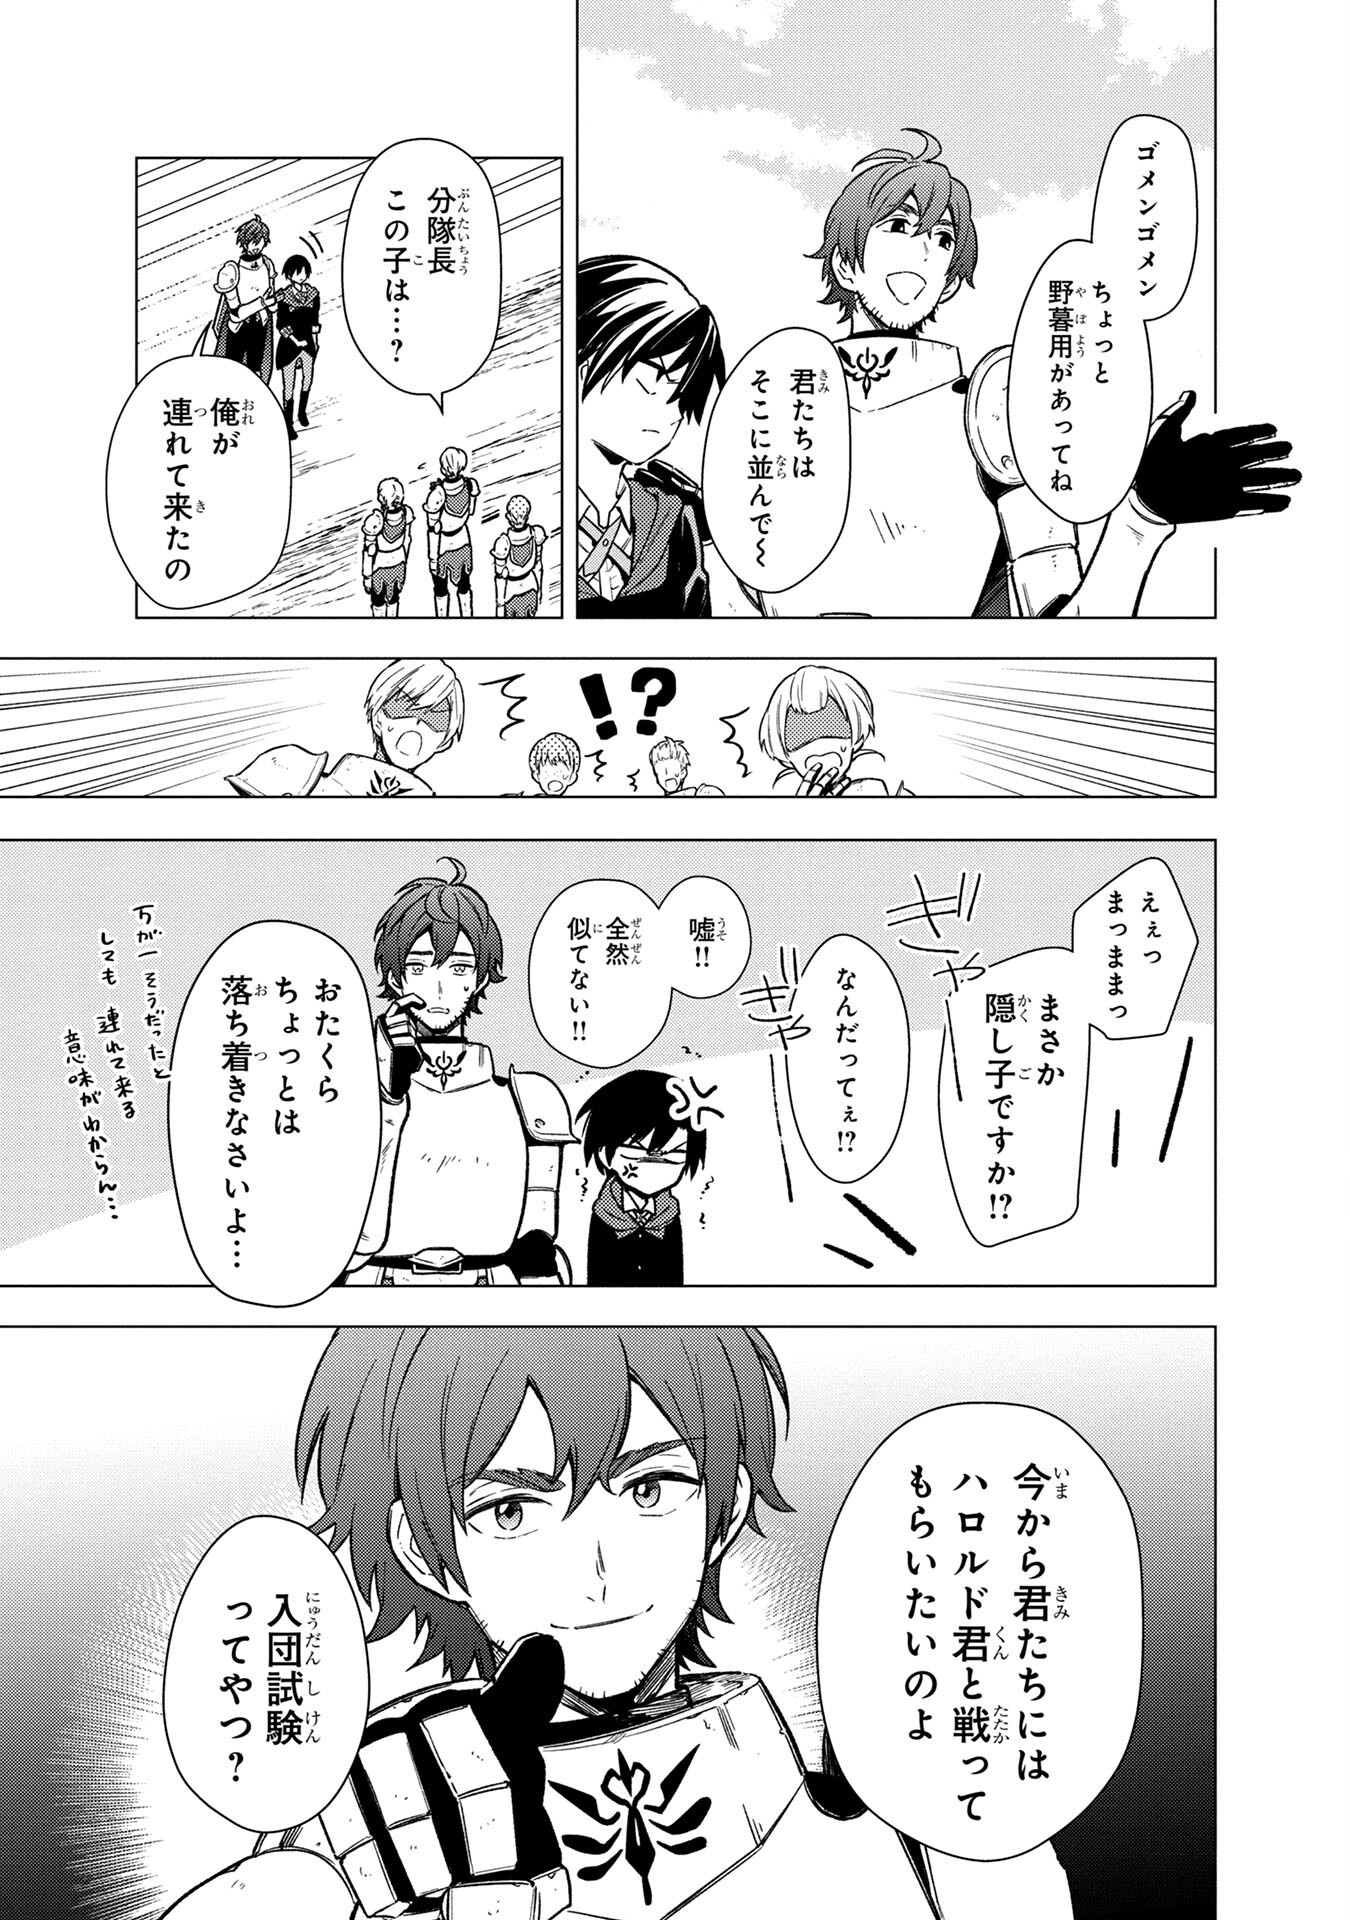 ゴメンゴメン
ちょっと
野暮用があってね
君たちは
そこに並んで〜
分隊長
この子は…?
俺が
連れて来たの
!?
えぇっ
まっままっ
まさか
隠し子ですか!?
なんだってぇ!?
嘘!!
全然
似てない!!
おたくら
ちょっとは
落ち着きなさいよ…
万が一そうだったと
しても連れて来る
意味がわからん…
今から君たちには
ハロルド君と戦って
もらいたいのよ
入団試験
ってやつ?